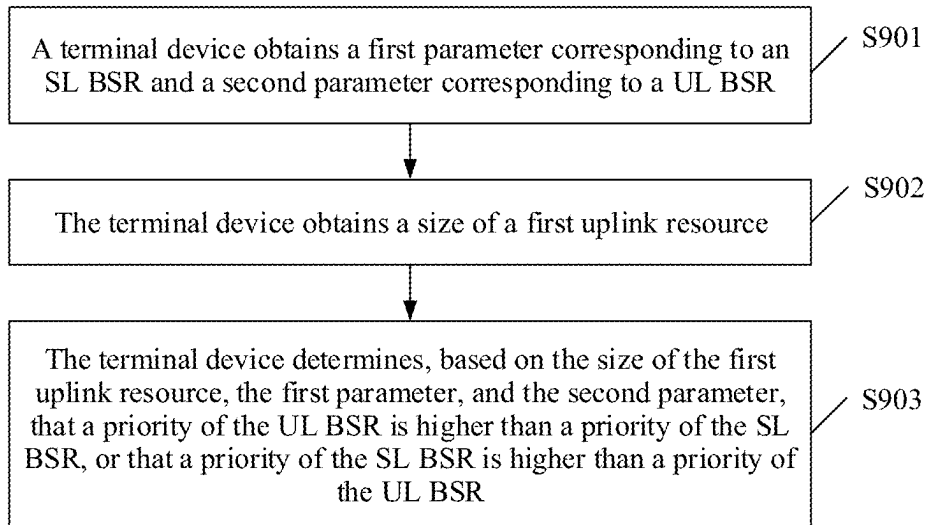 A terminal device obtains a first parameter corresponding to an
SL BSR and a second parameter corresponding to a UL BSR
S901
The terminal device obtains a size of a first uplink resource
S902
The terminal device determines, based on the size of the first
uplink resource, the first parameter, and the second parameter,
that a priority of the UL BSR is higher than a priority of the SL
BSR, or that a priority of the SL BSR is higher than a priority of
the UL BSR
S903